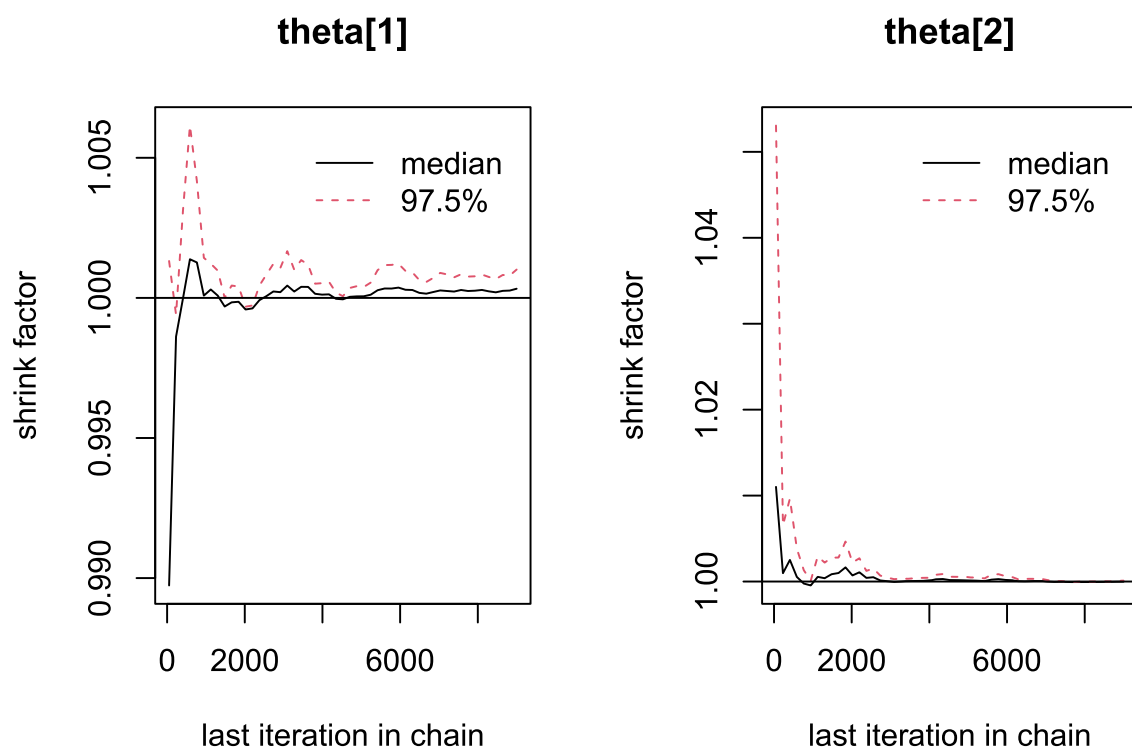 theta[1]
shrink factor
1.005
1.000
0.995
0.990
median
97.5%
0 2000 6000
last iteration in chain
theta[2]
shrink factor
1.04
1.02
1.00
median
97.5%
0 2000 6000
last iteration in chain